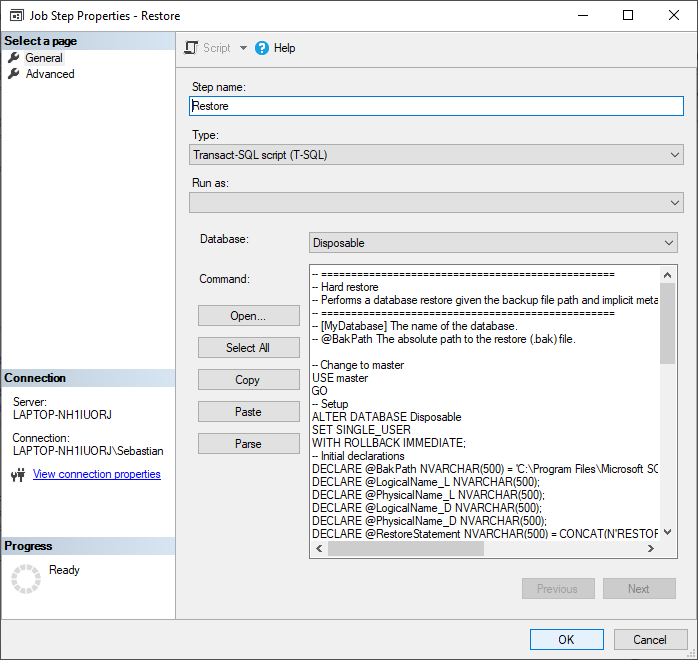 Job Step Properties - Restore
Select a page
General
Advanced
Script
Help
Step name:
Restore
Type:
Transact-SQL script (T-SQL)
Run as:
Database:
Disposable
Command:
Open...
Select All
Copy
Paste
Parse
-- =================================================
-- Hard restore
-- Performs a database restore given the backup file path and implicit meta
-- =================================================
-- [MyDatabase] The name of the database.
-- @BakPath The absolute path to the restore (.bak) file.
-- Change to master
USE master
GO
-- Setup
ALTER DATABASE Disposable
SET SINGLE_USER
WITH ROLLBACK IMMEDIATE;
-- Initial declarations
DECLARE @BakPath NVARCHAR(500) = 'C:\Program Files\Microsoft SQ
DECLARE @LogicalName_L NVARCHAR(500);
DECLARE @PhysicalName_L NVARCHAR(500);
DECLARE @LogicalName_D NVARCHAR(500);
DECLARE @PhysicalName_D NVARCHAR(500);
DECLARE @RestoreStatement NVARCHAR(500) = CONCAT(N'RESTOR
Connection
Server:
LAPTOP-NH1IUORJ
Connection:
LAPTOP-NH1IUORJ\Sebastian
View connection properties
Progress
Ready
Previous
Next
OK
Cancel